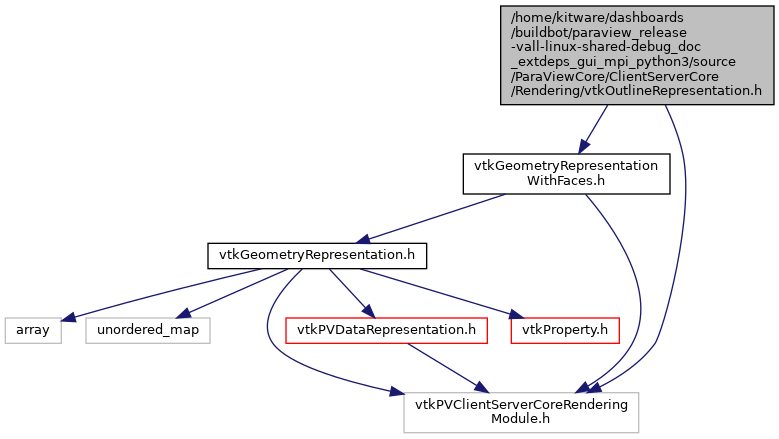 /home/kitware/dashboards
/buildbot/paraview_release
-vall-linux-shared-debug_doc
_extdeps_gui_mpi_python3/source
/ParaViewCore/ClientServerCore
/Rendering/vtkOutlineRepresentation.h
vtkGeometryRepresentation
WithFaces.h
vtkGeometryRepresentation.h
array
unordered_map
vtkPVDataRepresentation.h
vtkProperty.h
vtkPVClientServerCoreRendering
Module.h